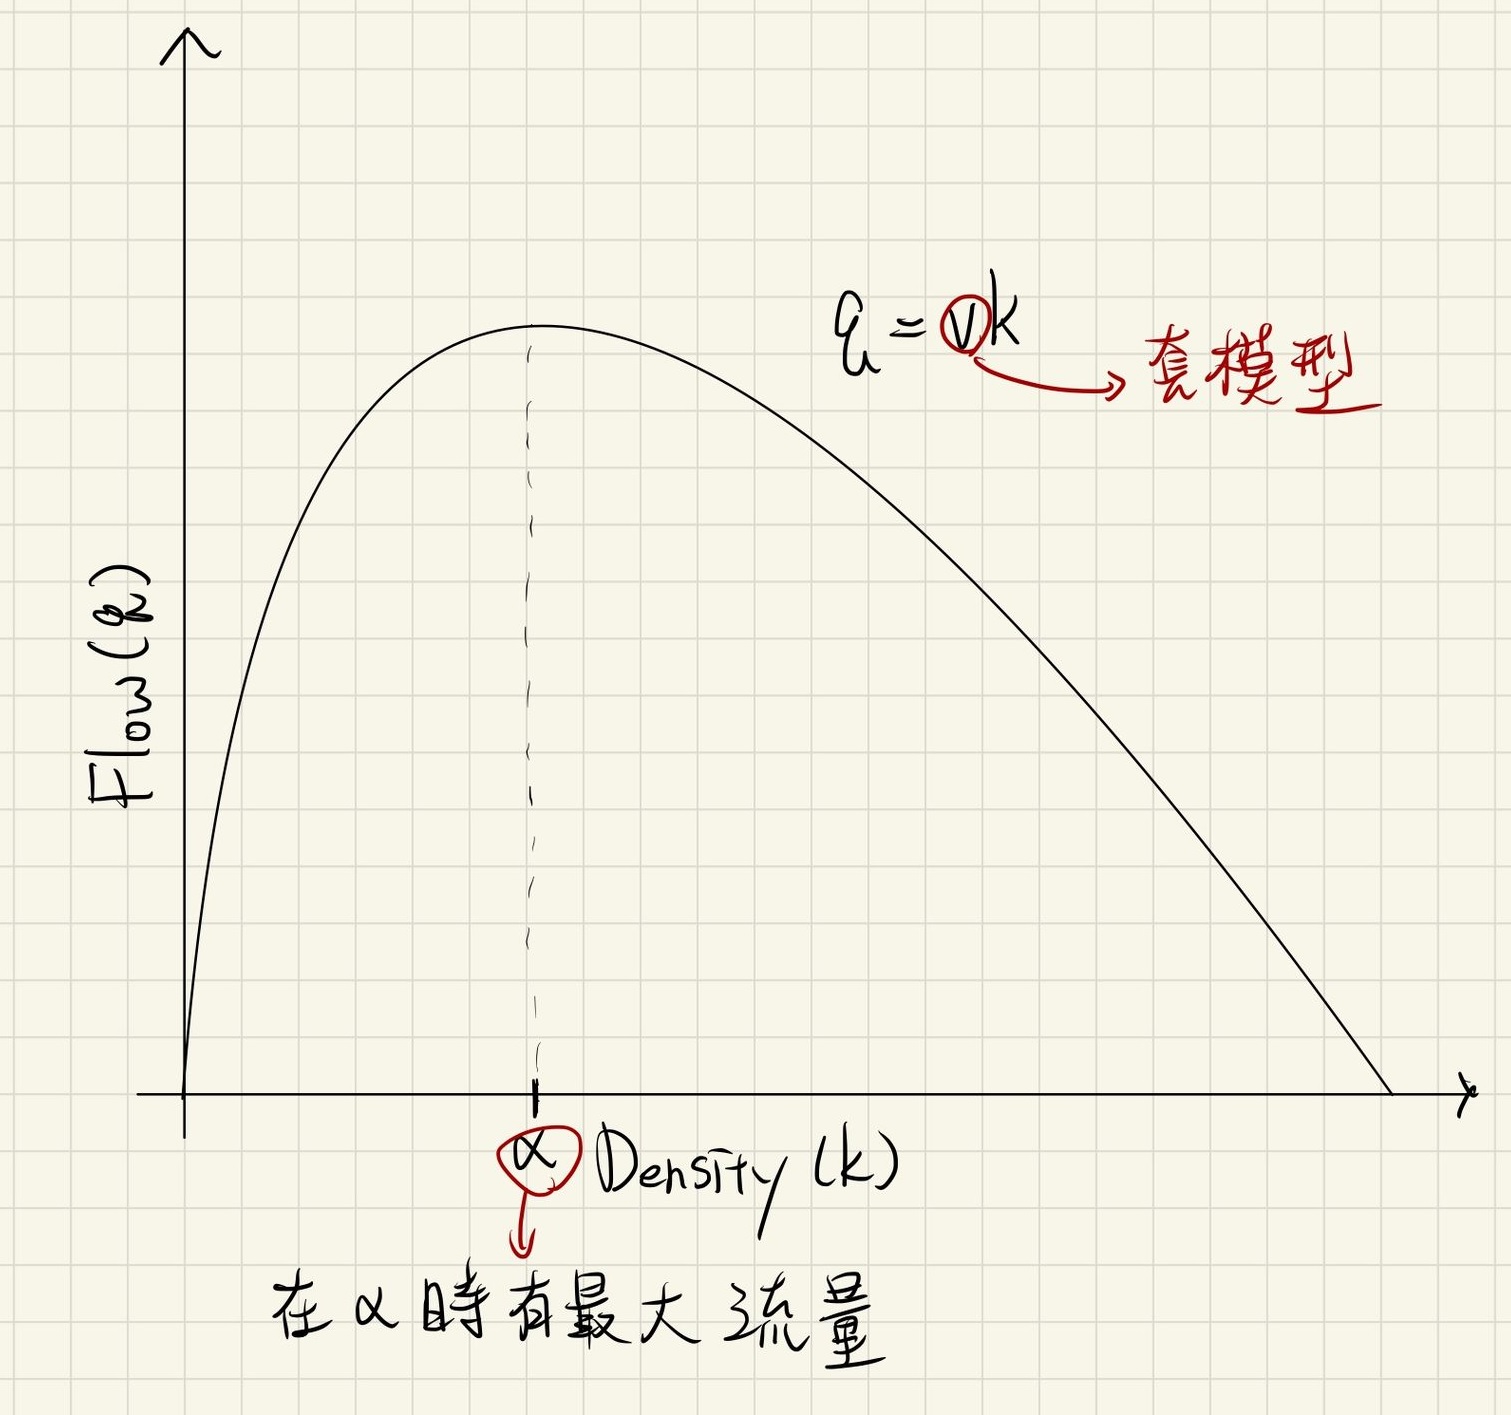 q = vk
套模型
Flow (q)
α Density (k)
在 α 時有最大流量